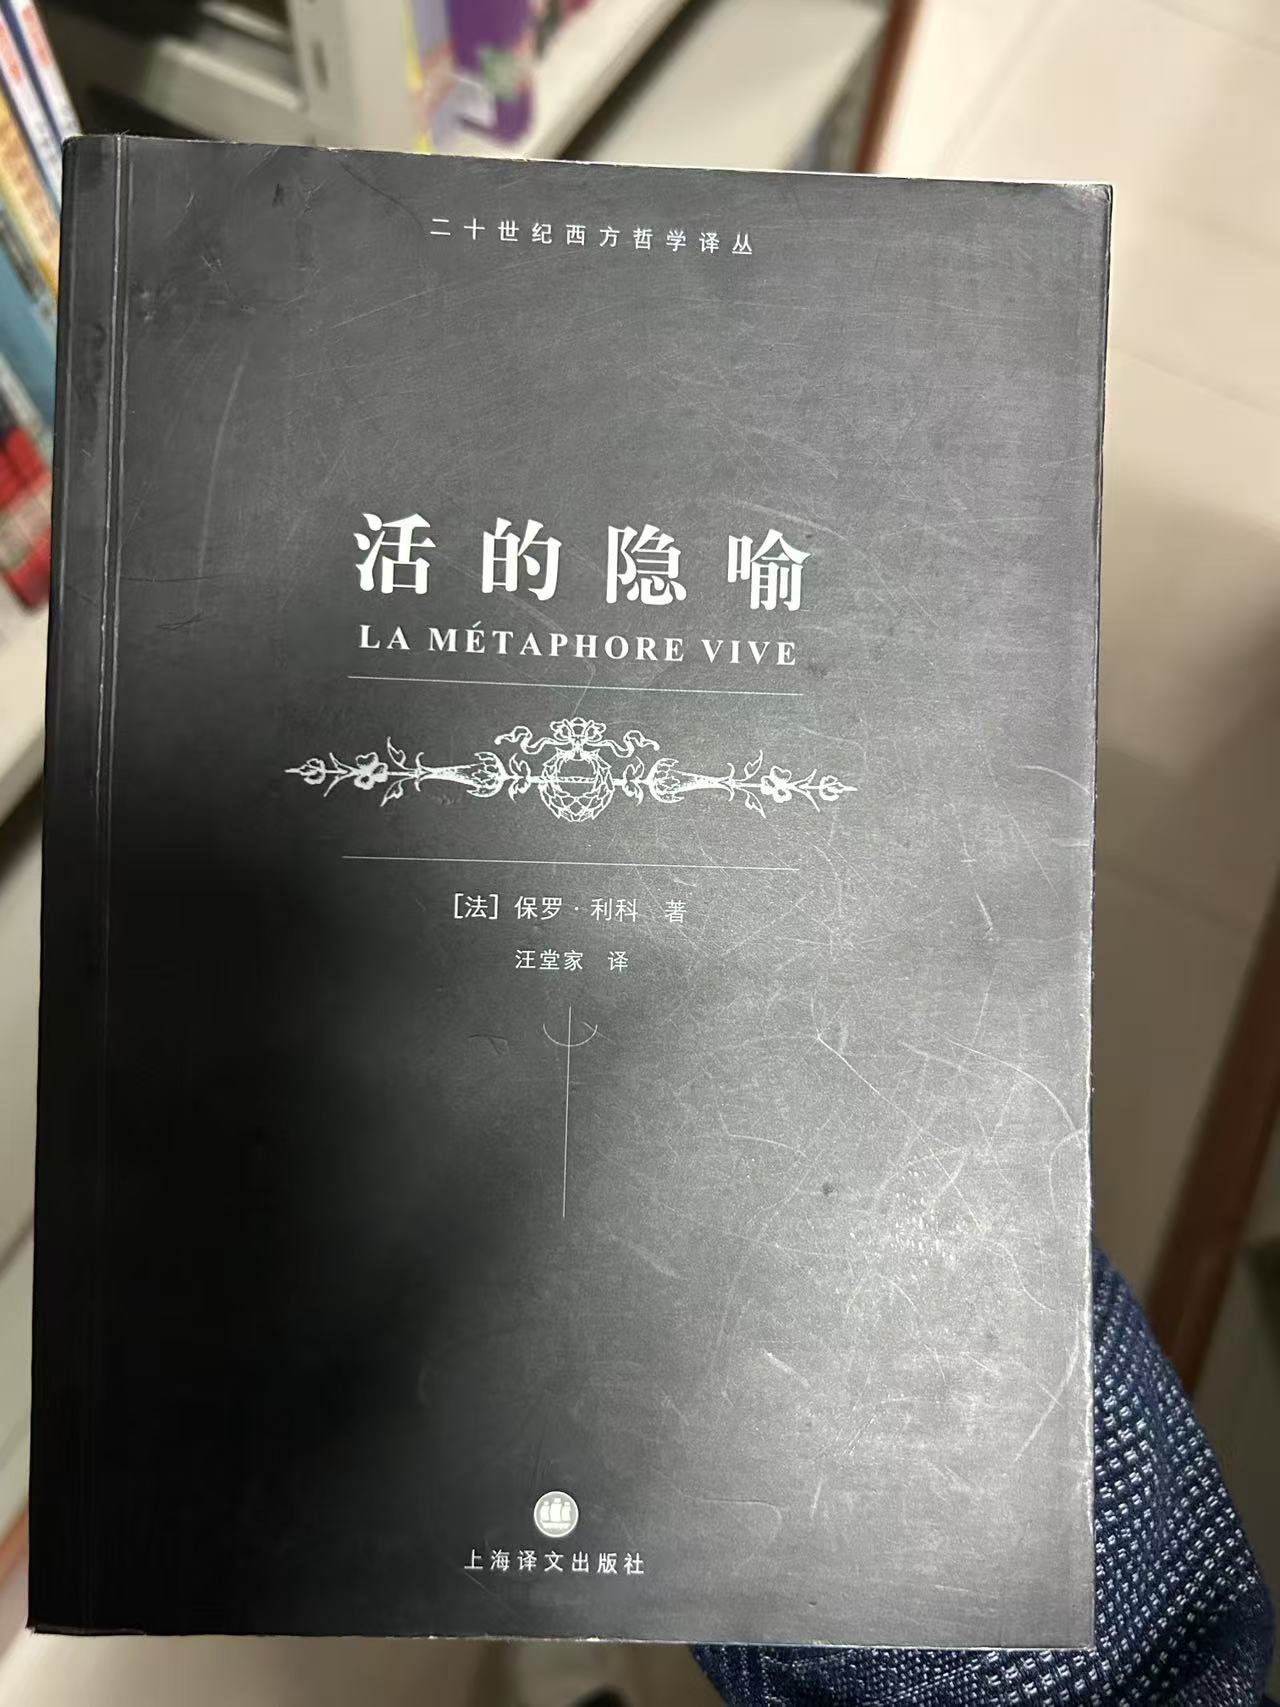 二十世纪西方哲学译丛
活的隐喻
LA MÉTAPHORE VIVE
［法］保罗·利科 著
汪堂家 译
上海译文出版社